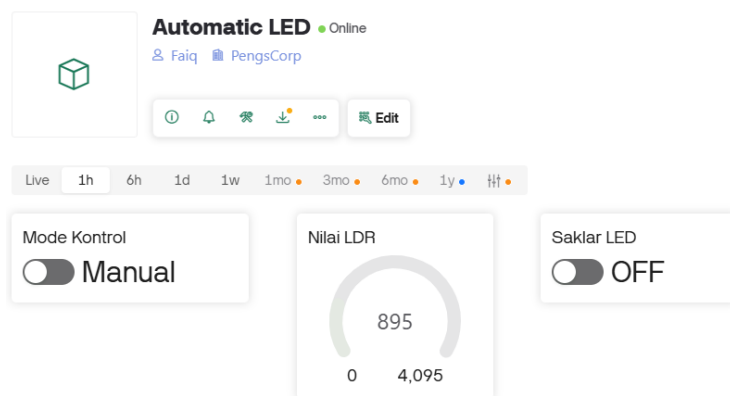 Automatic LED Online
Faiq PengsCorp
Edit
Live 1h 6h 1d 1w 1mo 3mo 6mo 1y
Mode Kontrol
Manual
Nilai LDR
895
0 4,095
Saklar LED
OFF